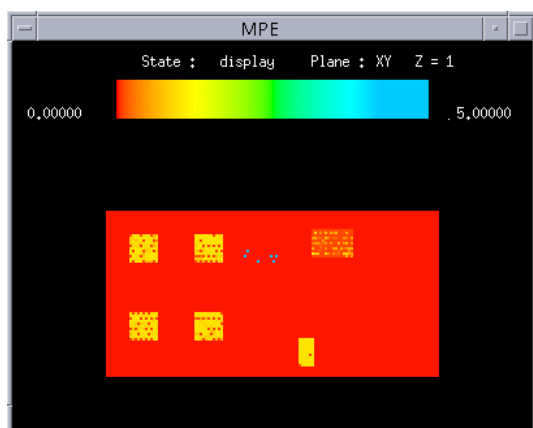 MPE
State : display Plane : XY Z = 1
0.00000 5.00000